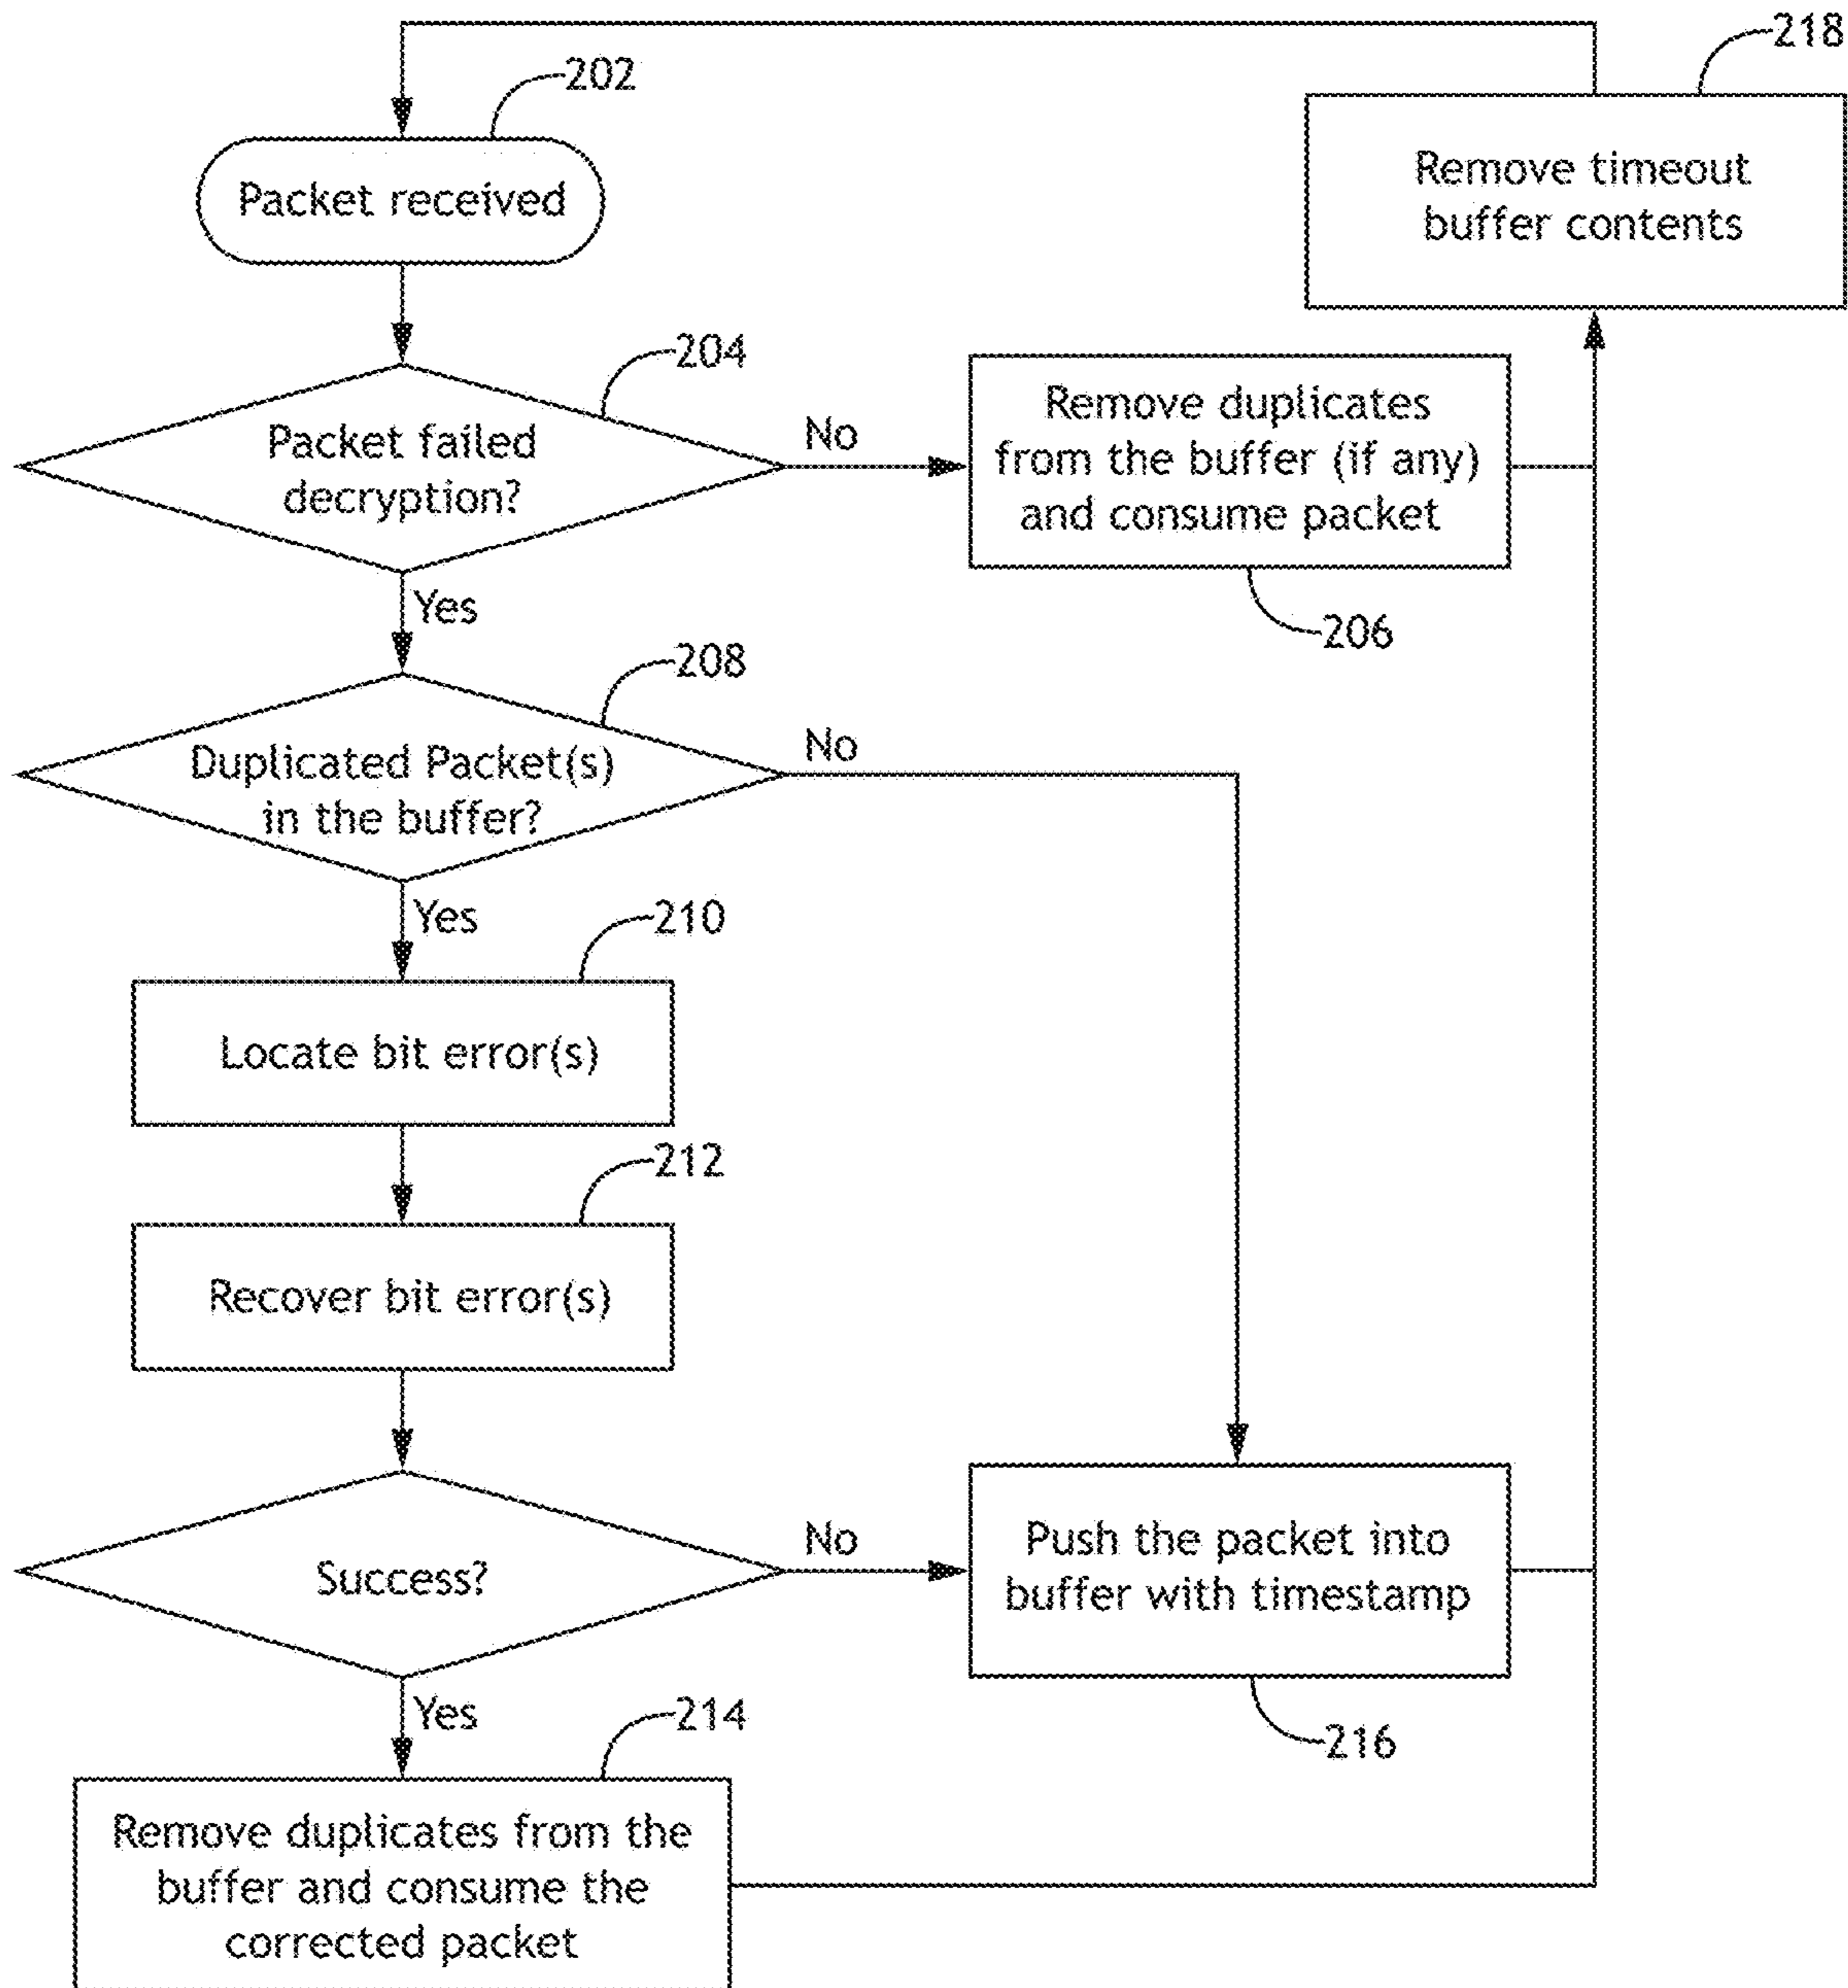 218
202
Packet received
Remove timeout
buffer contents
204
Packet failed
decryption?
No
Remove duplicates
from the buffer (if any)
and consume packet
Yes
206
208
Duplicated Packet(s)
in the buffer?
No
Yes
210
Locate bit error(s)
212
Recover bit error(s)
Success?
No
Push the packet into
buffer with timestamp
Yes
214
216
Remove duplicates from the
buffer and consume the
corrected packet